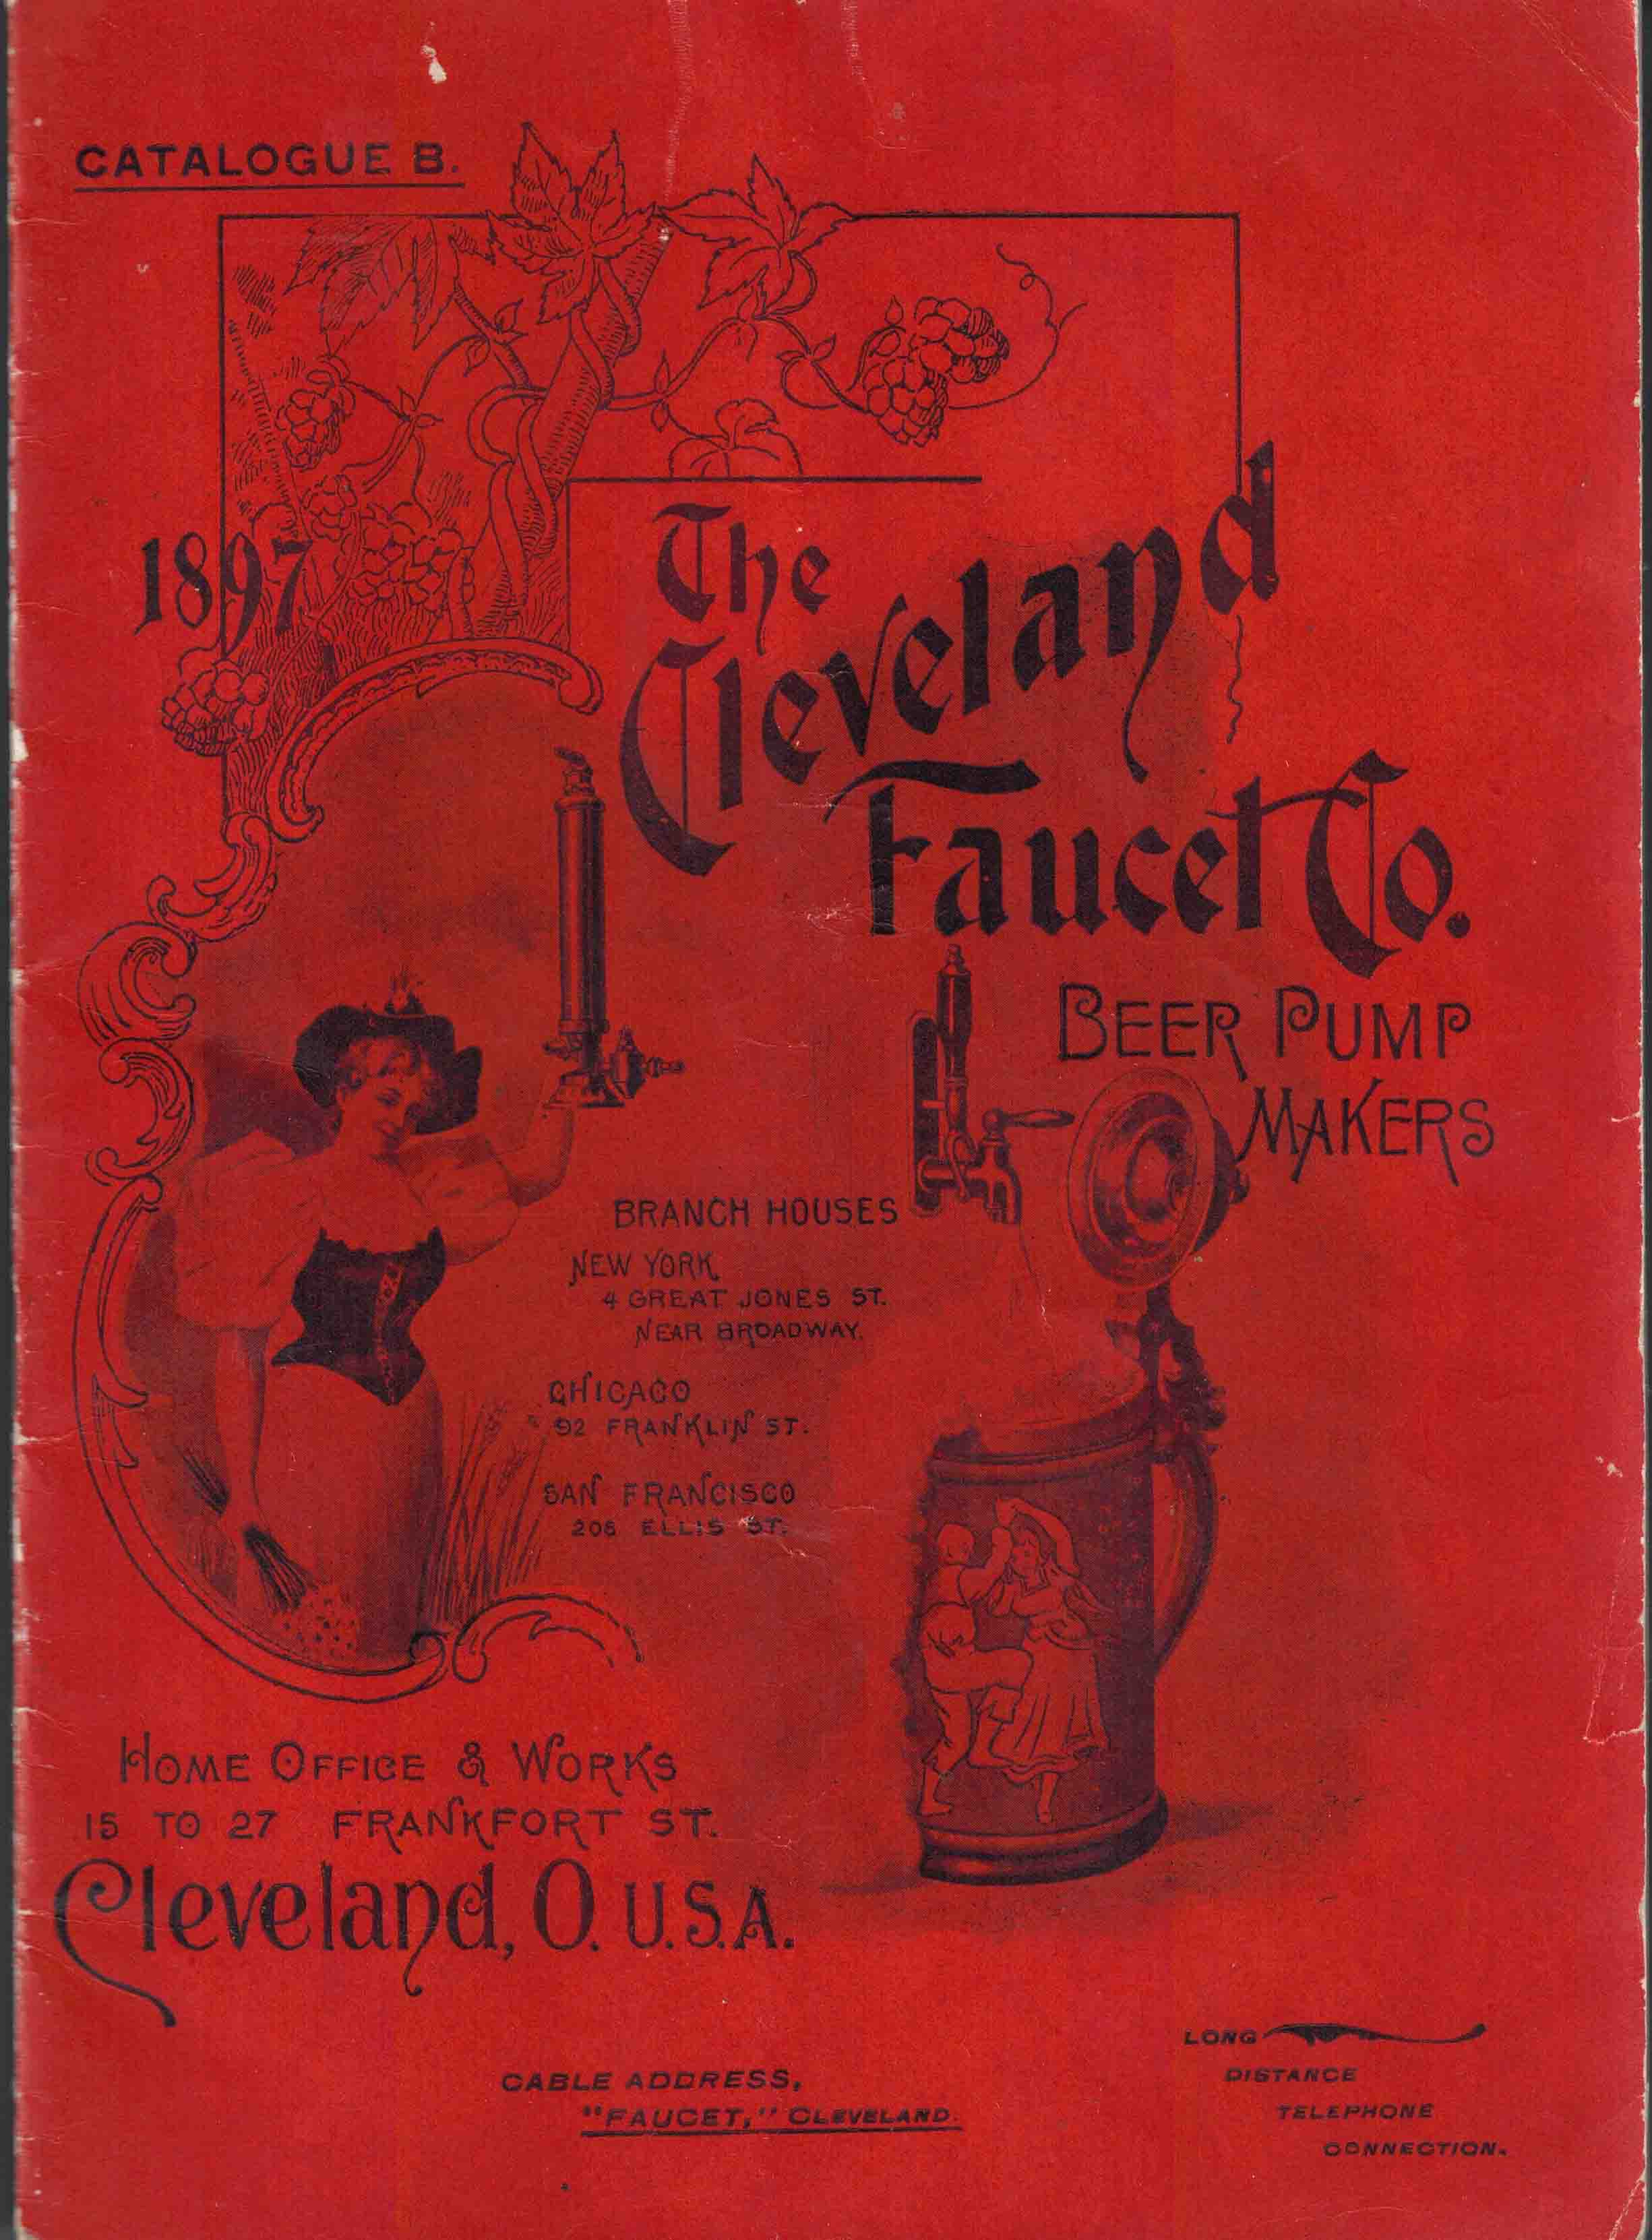 CATALOGUE B.
1897
The
Cleveland
Faucet Co.
BEER PUMP
MAKERS
BRANCH HOUSES
NEW YORK
4 GREAT JONES ST.
NEAR BROADWAY.
CHICAGO
92 FRANKLIN ST.
SAN FRANCISCO
206 ELLIS ST.
HOME OFFICE & WORKS
15 TO 27 FRANKFORT ST.
Cleveland, O. U.S.A.
CABLE ADDRESS,
"FAUCET," CLEVELAND.
LONG
DISTANCE
TELEPHONE
CONNECTION.